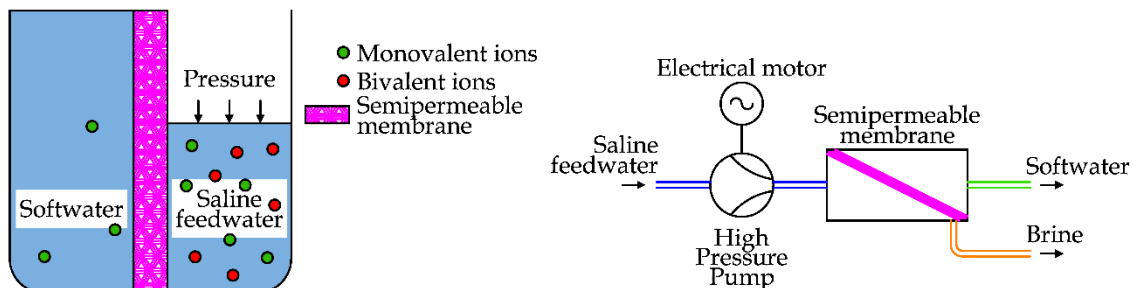 Pressure
Softwater
Saline
feedwater
Monovalent ions
Bivalent ions
Semipermeable
membrane
Electrical motor
Saline
feedwater
High
Pressure
Pump
Semipermeable
membrane
Softwater
Brine